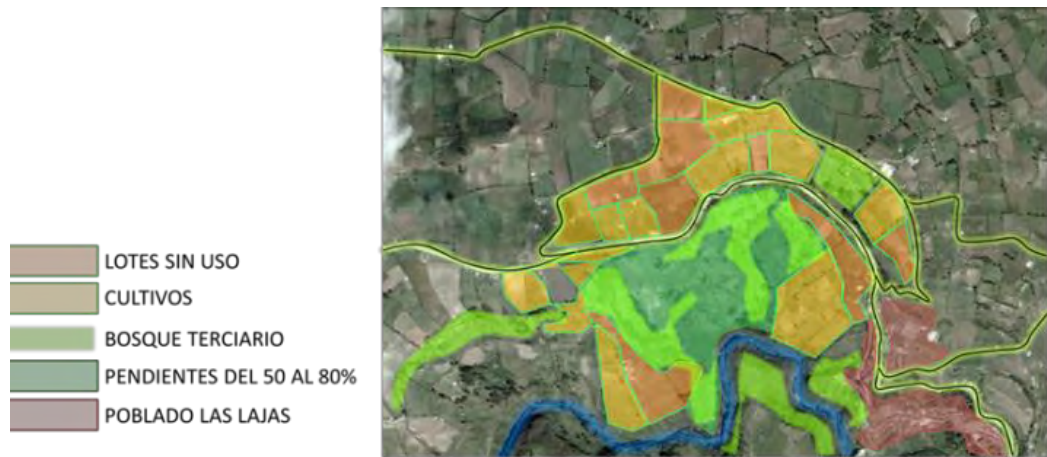 LOTES SIN USO
CULTIVOS
BOSQUE TERCIARIO
PENDIENTES DEL 50 AL 80%
POBLADO LAS LAJAS